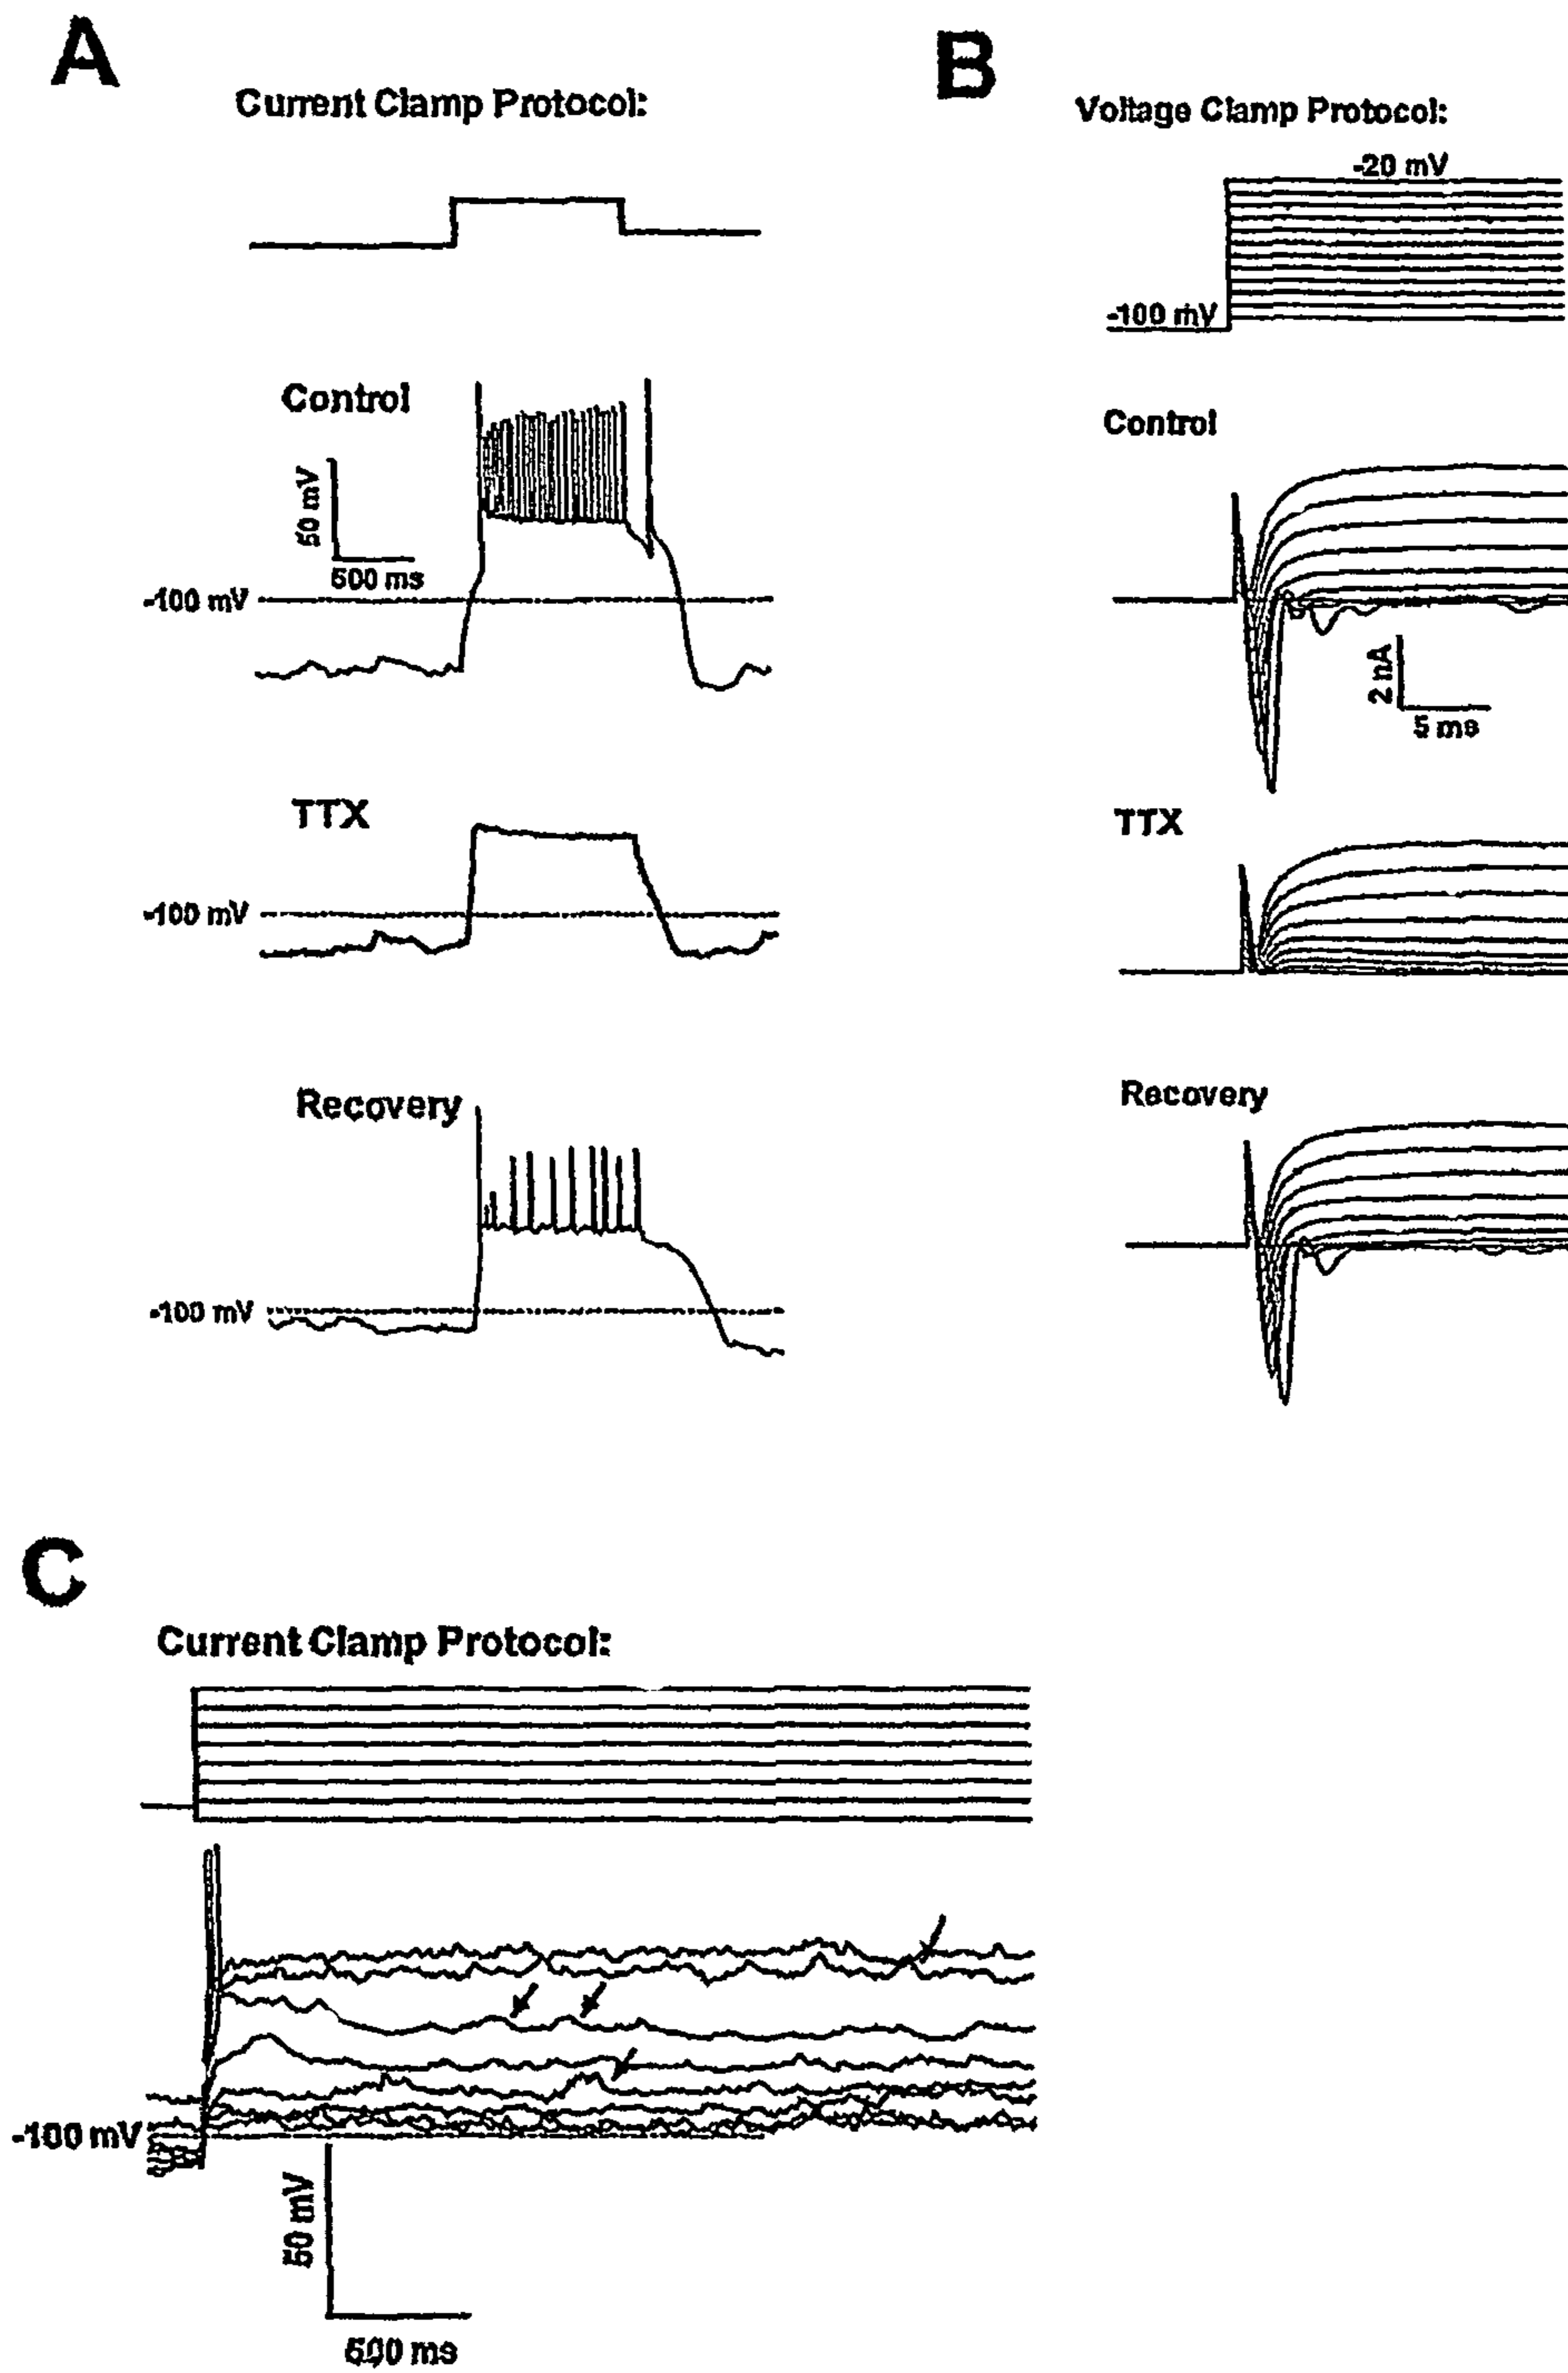 A
Current Clamp Protocol:
Control
50 mV
500 ms
-100 mV
TTX
-100 mV
Recovery
-100 mV
B
Voltage Clamp Protocol:
-20 mV
-100 mV
Control
2 nA
5 ms
TTX
Recovery
C
Current Clamp Protocol:
-100 mV
50 mV
500 ms